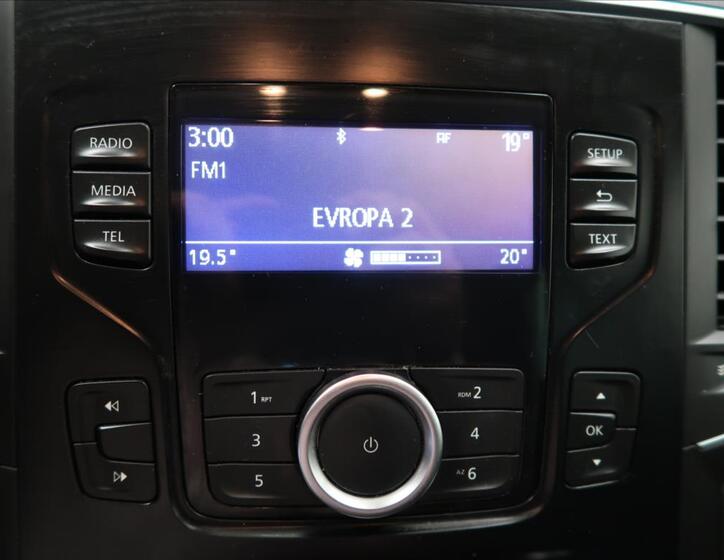 3:00 AF 19°
FM1
EVROPA 2
19.5° 20°
RADIO
MEDIA
TEL
SETUP
TEXT
1 RPT
RDM 2
3
4
5
AZ 6
OK